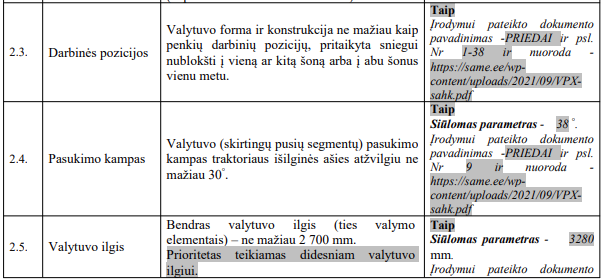 2.3.
Darbinės pozicijos
Valytuvo forma ir konstrukcija ne mažiau kaip
penkių darbinių pozicijų, pritaikyta sniegui
nublokšti į vieną ar kitą šoną arba į abu šonus
vienu metu.
Taip
Įrodymui pateikto dokumento
pavadinimas -PRIEDAI ir psl.
Nr 1-38 ir nuoroda -
https://same.ee/wp-
content/uploads/2021/09/VPX-
sahk.pdf
2.4.
Pasukimo kampas
Valytuvo (skirtingų pusių segmentų) pasukimo
kampas traktoriaus išilginės ašies atžvilgiu ne
mažiau 30°.
Taip
Siūlomas parametras - 38°.
Įrodymui pateikto dokumento
pavadinimas -PRIEDAI ir psl.
Nr 9 ir nuoroda -
https://same.ee/wp-
content/uploads/2021/09/VPX-
sahk.pdf
2.5.
Valytuvo ilgis
Bendras valytuvo ilgis (ties valymo
elementais) – ne mažiau 2 700 mm.
Prioritetas teikiamas didesniam valytuvo
ilgiui.
Taip
Siūlomas parametras - 3280
mm.
Įrodymui pateikto dokumento